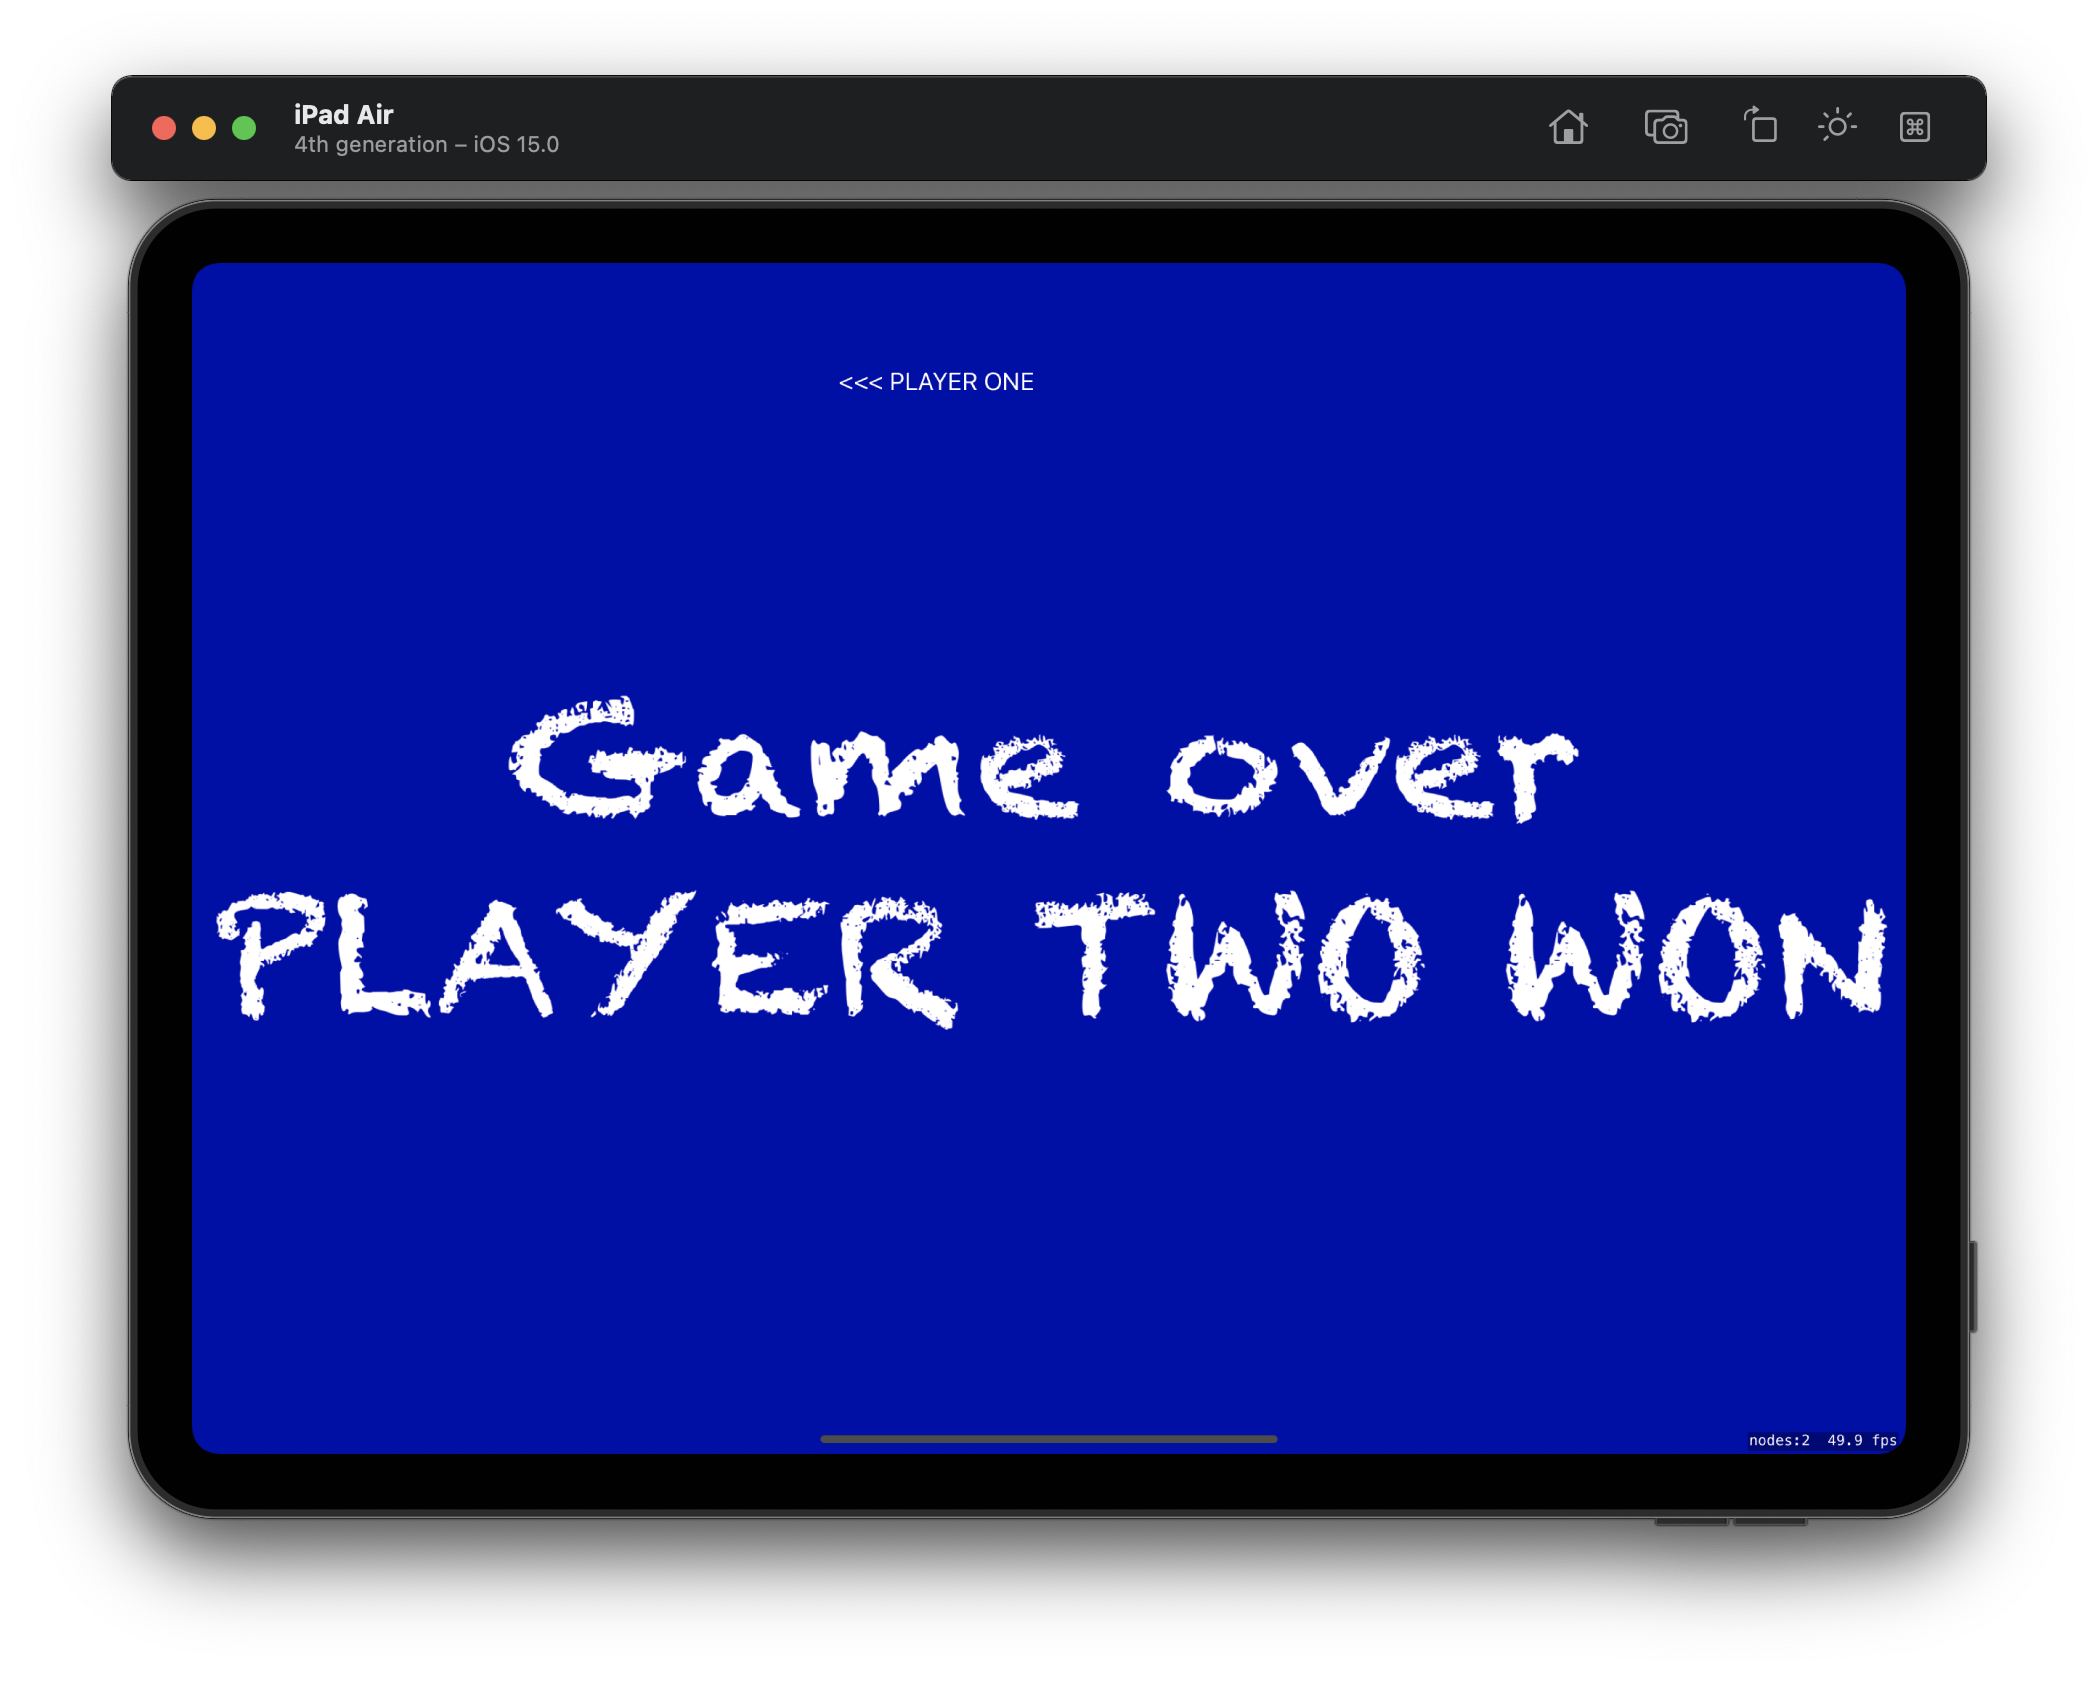 iPad Air
4th generation – iOS 15.0
<<< PLAYER ONE
Game over
PLAYER TWO WON
nodes:2 49.9 fps